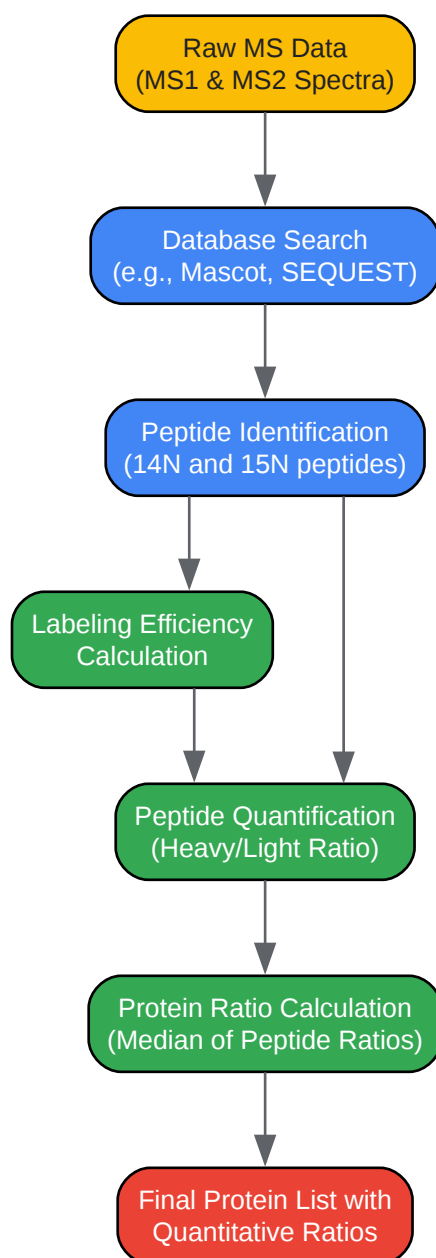 Raw MS Data
(MS1 & MS2 Spectra)
Database Search
(e.g., Mascot, SEQUEST)
Peptide Identification
(14N and 15N peptides)
Labeling Efficiency
Calculation
Peptide Quantification
(Heavy/Light Ratio)
Protein Ratio Calculation
(Median of Peptide Ratios)
Final Protein List with
Quantitative Ratios